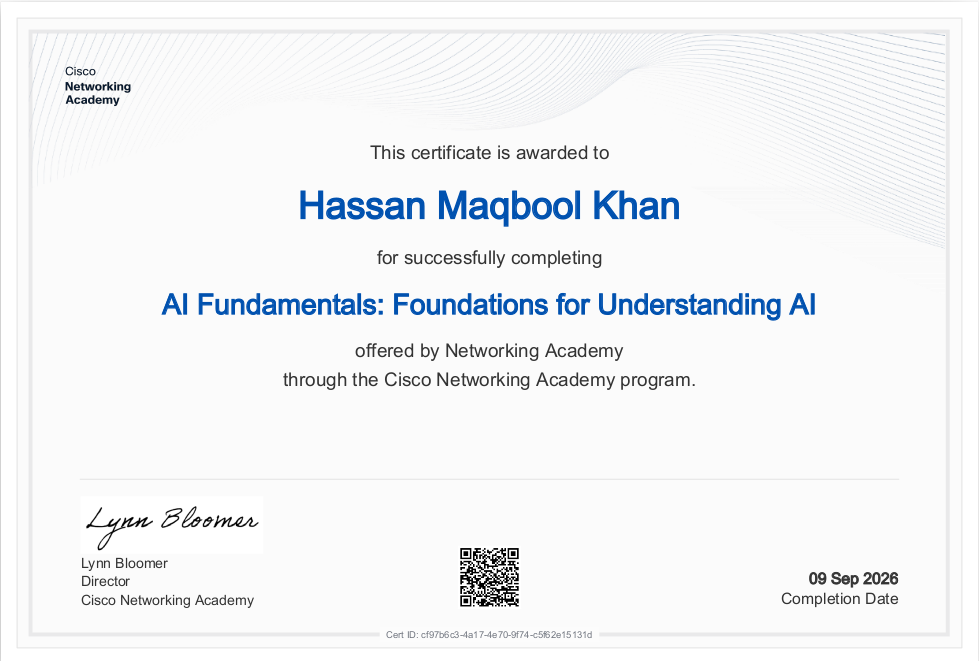 Cisco
Networking
Academy
This certificate is awarded to
Hassan Maqbool Khan
for successfully completing
AI Fundamentals: Foundations for Understanding AI
offered by Networking Academy
through the Cisco Networking Academy program.
Lynn Bloomer
Lynn Bloomer
Director
Cisco Networking Academy
09 Sep 2026
Completion Date
Cert ID: cf97b6c3-4a17-4e70-9f74-c5f62e15131d